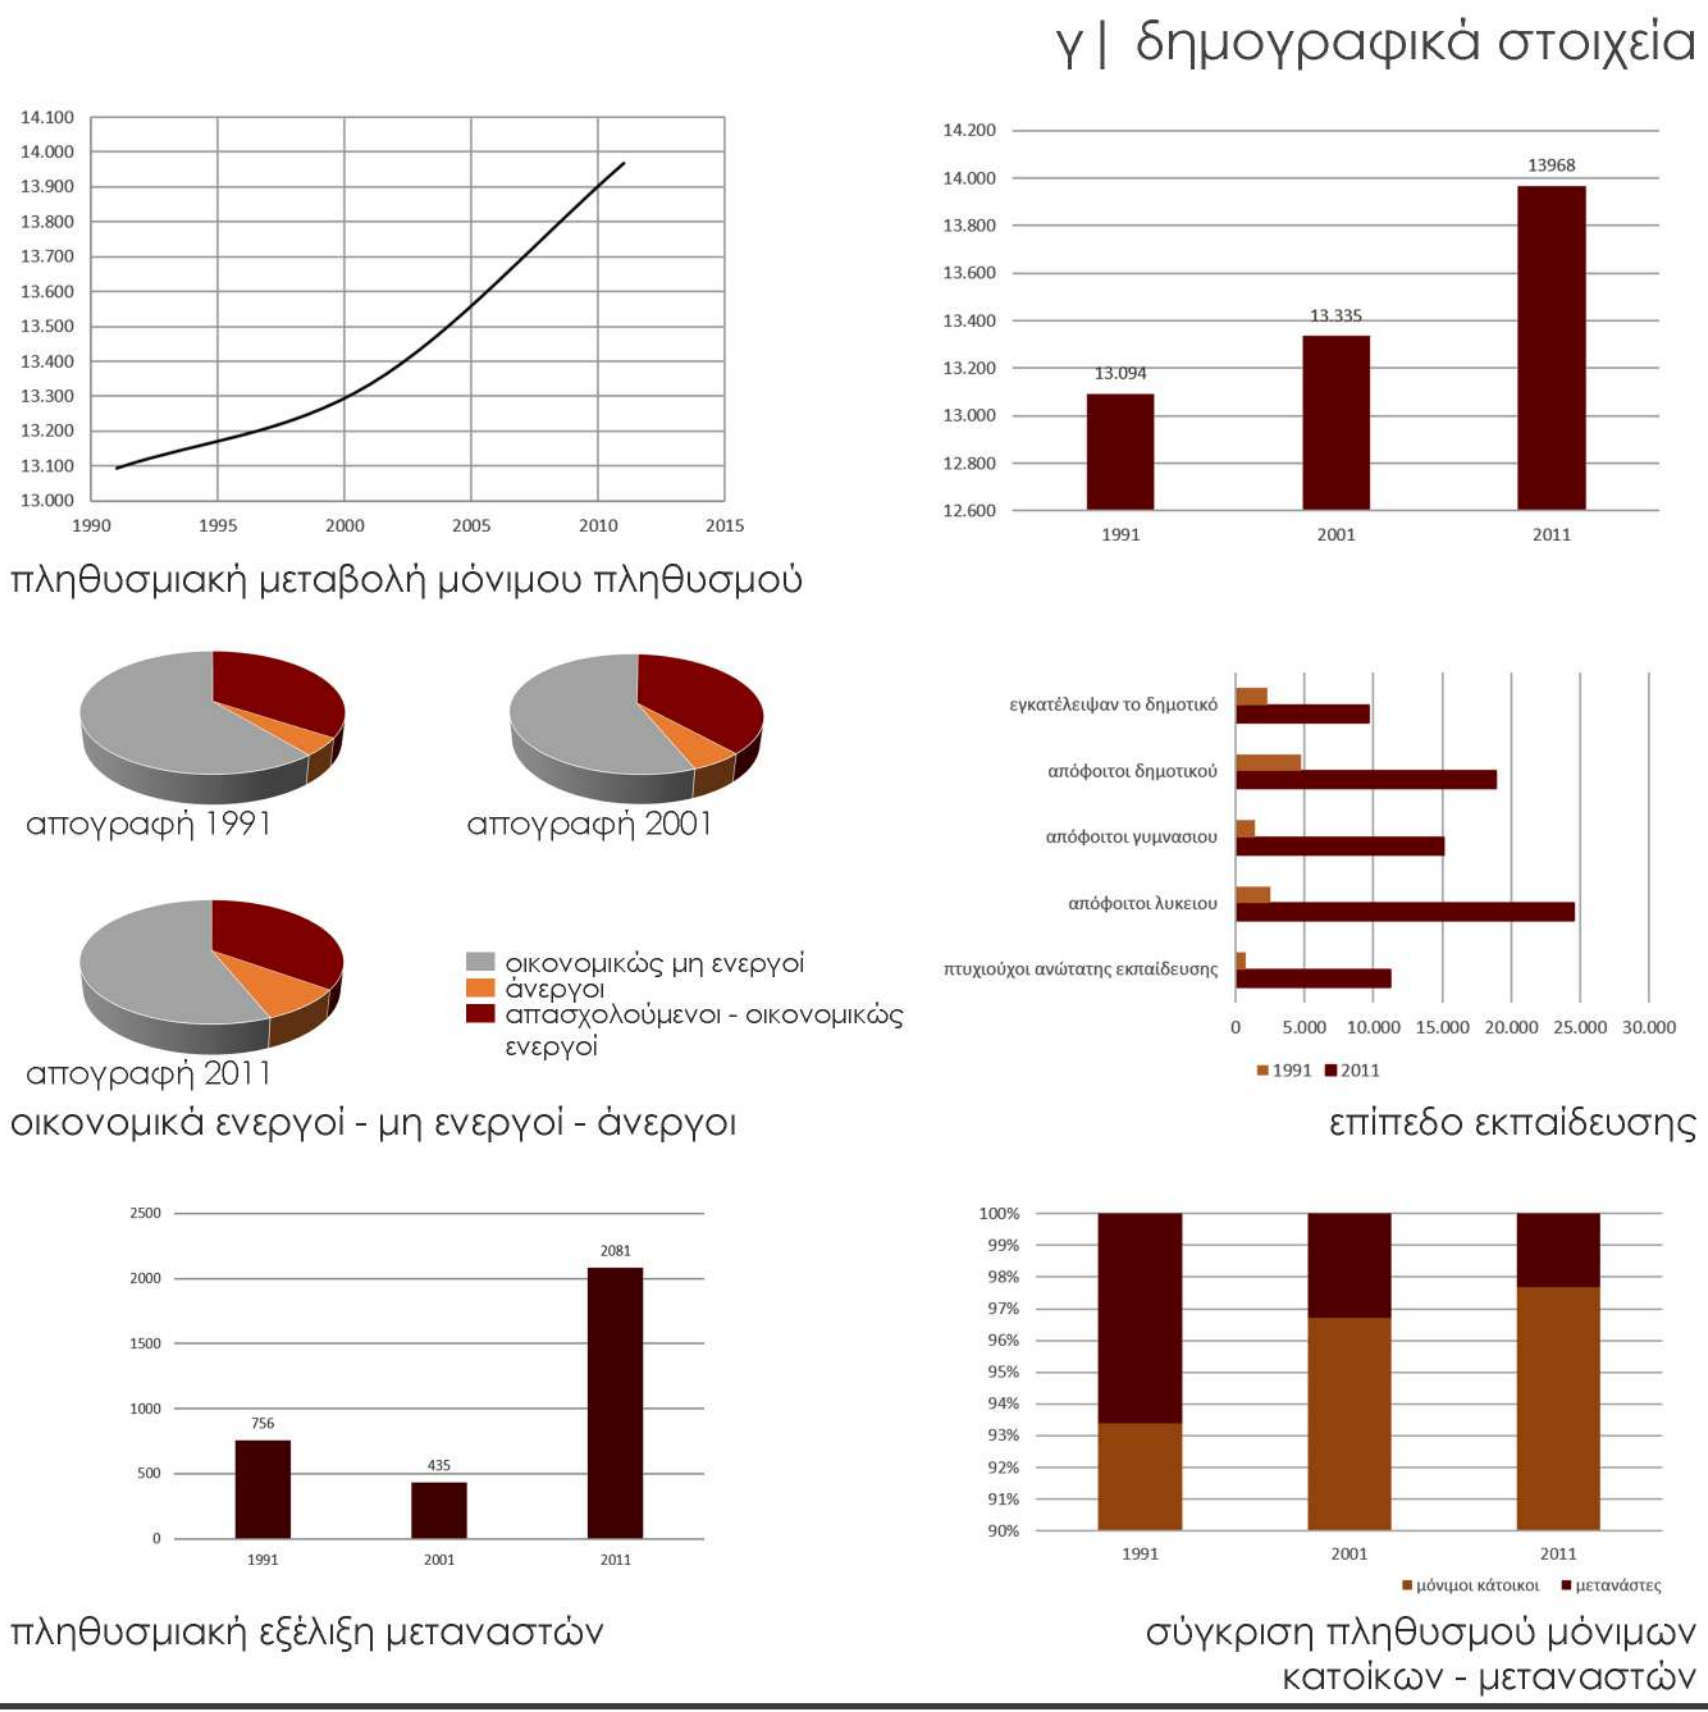 γ| δημογραφικά στοιχεία
14.100
14.000
13.900
13.800
13.700
13.600
13.500
13.400
13.300
13.200
13.100
13.000
1990 1995 2000 2005 2010 2015
πληθυσμιακή μεταβολή μόνιμου πληθυσμού
14.200
14.000
13.800
13.600
13.400
13.200
13.000
12.800
12.600
13.094
13.335
13968
1991 2001 2011
απογραφή 1991
απογραφή 2001
απογραφή 2011
οικονομικώς μη ενεργοί
άνεργοι
απασχολούμενοι - οικονομικώς
ενεργοί
οικονομικά ενεργοί - μη ενεργοί - άνεργοι
εγκατέλειψαν το δημοτικό
απόφοιτοι δημοτικού
απόφοιτοι γυμνασιου
απόφοιτοι λυκειου
πτυχιούχοι ανώτατης εκπαίδευσης
0 5.000 10.000 15.000 20.000 25.000 30.000
1991 2011
επίπεδο εκπαίδευσης
2500
2000
1500
1000
500
0
756
435
2081
1991 2001 2011
πληθυσμιακή εξέλιξη μεταναστών
100%
99%
98%
97%
96%
95%
94%
93%
92%
91%
90%
1991 2001 2011
μόνιμοι κάτοικοι μετανάστες
σύγκριση πληθυσμού μόνιμων
κατοίκων - μεταναστών